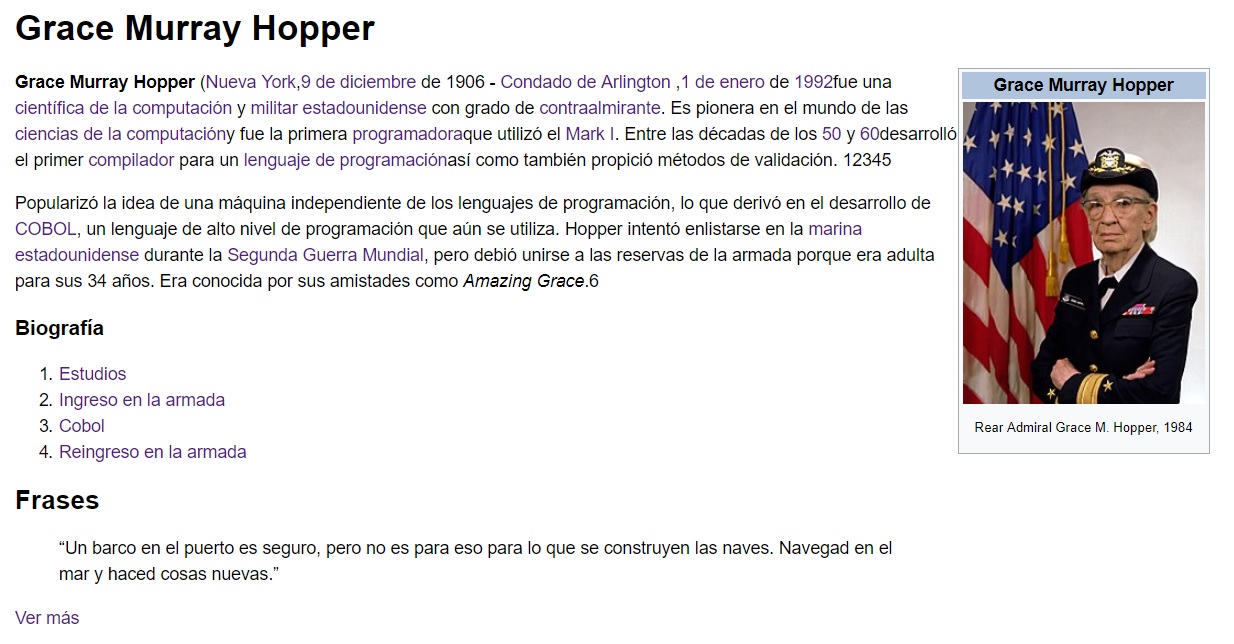 Grace Murray Hopper
Grace Murray Hopper (Nueva York,9 de diciembre de 1906 - Condado de Arlington ,1 de enero de 1992fue una
científica de la computación y militar estadounidense con grado de contraalmirante. Es pionera en el mundo de las
ciencias de la computacióny fue la primera programadoraque utilizó el Mark I. Entre las décadas de los 50 y 60desarrolló
el primer compilador para un lenguaje de programaciónasí como también propició métodos de validación. 12345
Popularizó la idea de una máquina independiente de los lenguajes de programación, lo que derivó en el desarrollo de
COBOL, un lenguaje de alto nivel de programación que aún se utiliza. Hopper intentó enlistarse en la marina
estadounidense durante la Segunda Guerra Mundial, pero debió unirse a las reservas de la armada porque era adulta
para sus 34 años. Era conocida por sus amistades como Amazing Grace.6
Biografía
1. Estudios
2. Ingreso en la armada
3. Cobol
4. Reingreso en la armada
Frases
“Un barco en el puerto es seguro, pero no es para eso para lo que se construyen las naves. Navegad en el
mar y haced cosas nuevas.”
Ver más
Grace Murray Hopper
Rear Admiral Grace M. Hopper, 1984